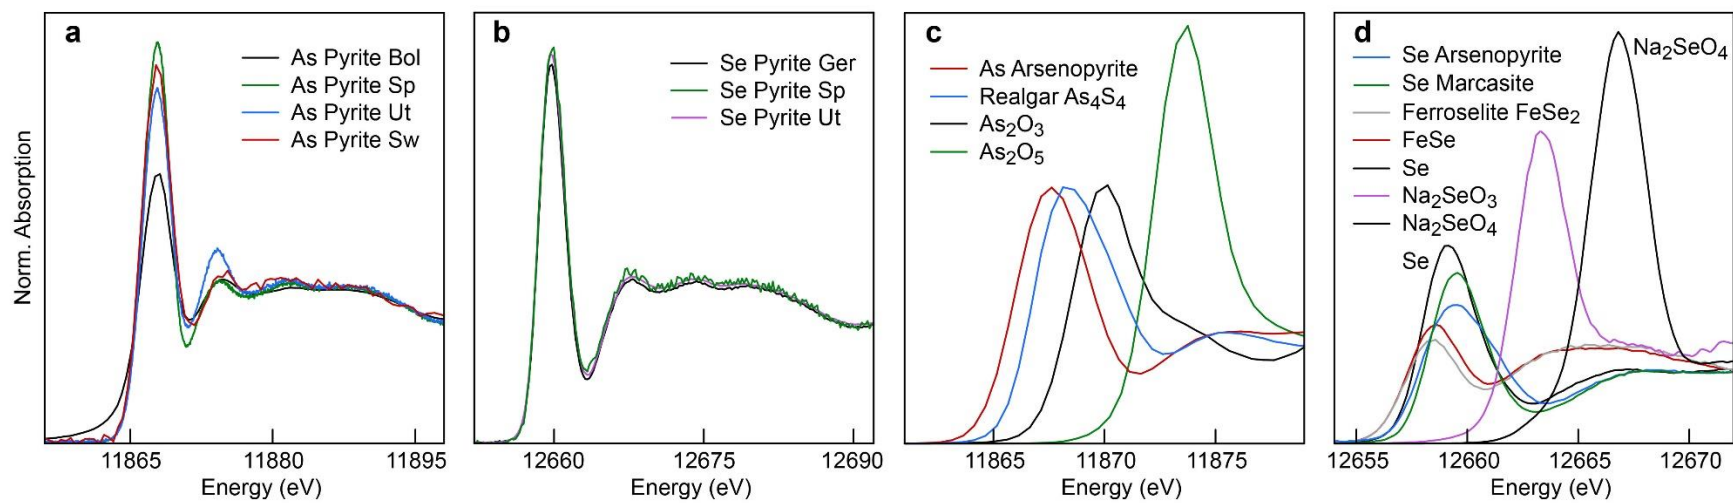 Norm. Absorption
a
As Pyrite Bol
As Pyrite Sp
As Pyrite Ut
As Pyrite Sw
11865 11880 11895
Energy (eV)
b
Se Pyrite Ger
Se Pyrite Sp
Se Pyrite Ut
12660 12675 12690
Energy (eV)
c
As Arsenopyrite
Realgar As₄S₄
As₂O₃
As₂O₅
11865 11870 11875
Energy (eV)
d
Se Arsenopyrite
Se Marcasite
Ferroselite FeSe₂
FeSe
Se
Na₂SeO₃
Na₂SeO₄
Se
Na₂SeO₄
12655 12660 12665 12670
Energy (eV)